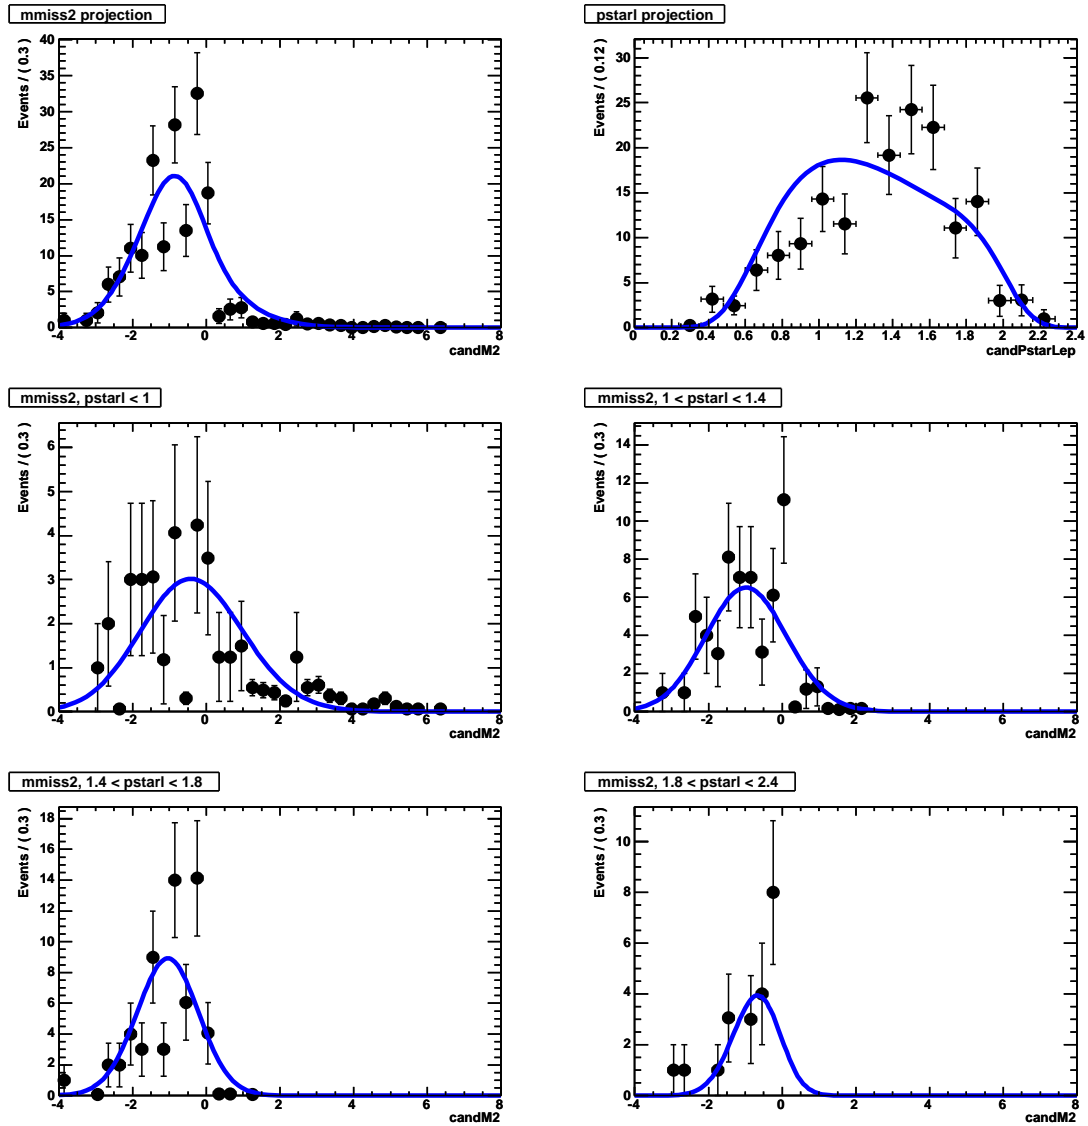 mmiss2 projection
Events / ( 0.3 )
40
35
30
25
20
15
10
5
0
-4 -2 0 2 4 6 8
candM2
pstarl projection
Events / ( 0.12 )
30
25
20
15
10
5
0
0 0.2 0.4 0.6 0.8 1 1.2 1.4 1.6 1.8 2 2.2 2.4
candPstarLep
mmiss2, pstarl < 1
Events / ( 0.3 )
6
5
4
3
2
1
0
-4 -2 0 2 4 6 8
candM2
mmiss2, 1 < pstarl < 1.4
Events / ( 0.3 )
14
12
10
8
6
4
2
0
-4 -2 0 2 4 6 8
candM2
mmiss2, 1.4 < pstarl < 1.8
Events / ( 0.3 )
18
16
14
12
10
8
6
4
2
0
-4 -2 0 2 4 6 8
candM2
mmiss2, 1.8 < pstarl < 2.4
Events / ( 0.3 )
10
8
6
4
2
0
-4 -2 0 2 4 6 8
candM2